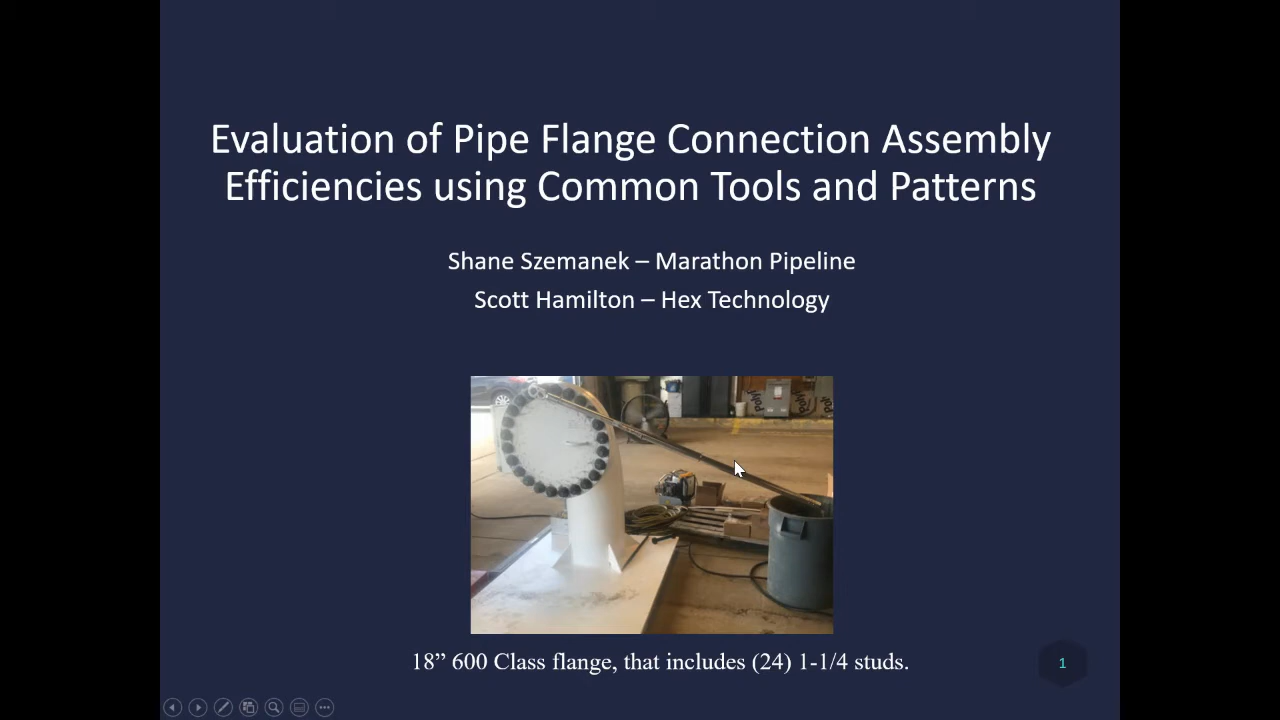 Evaluation of Pipe Flange Connection Assembly
Efficiencies using Common Tools and Patterns
Shane Szemanek – Marathon Pipeline
Scott Hamilton – Hex Technology
18” 600 Class flange, that includes (24) 1-1/4 studs.
1